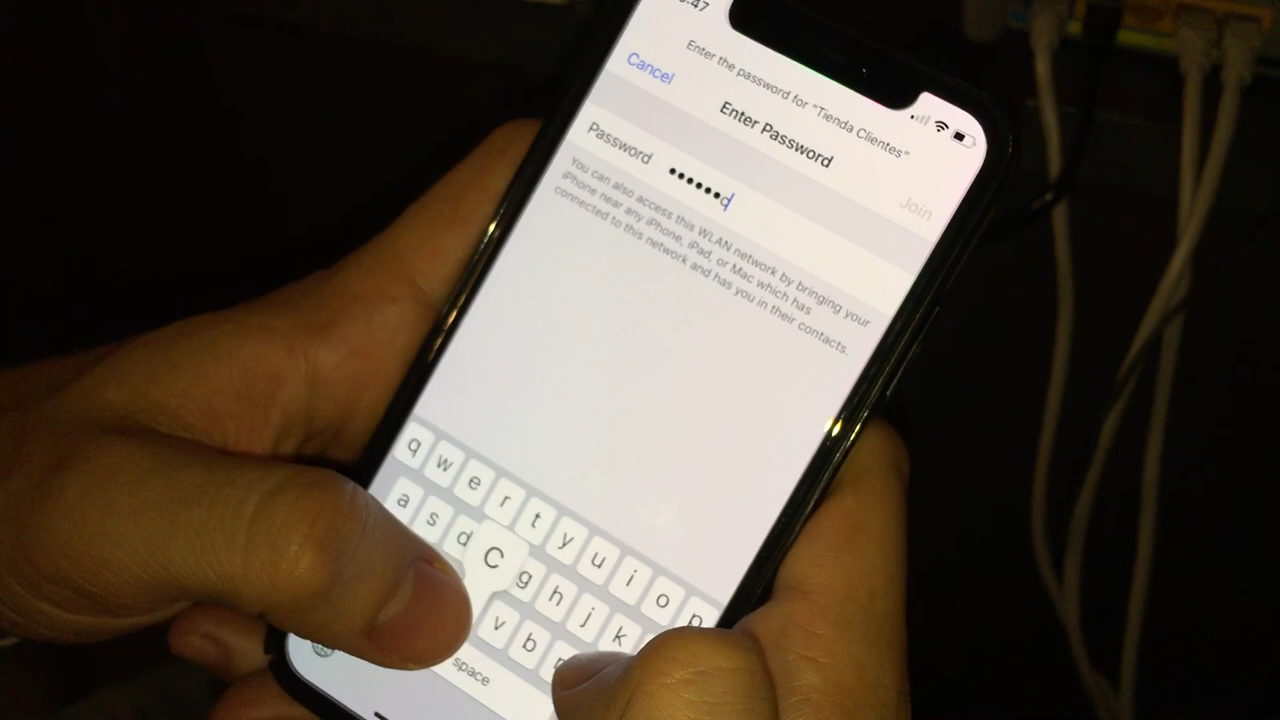 :47
Enter the password for "Tienda Clientes"
Cancel
Enter Password
Join
Password ••••••c
You can also access this WLAN network by bringing your
iPhone near any iPhone, iPad, or Mac which has
connected to this network and has you in their contacts.
q w e r t y u i o p
a s d g h j k
C
v b
space